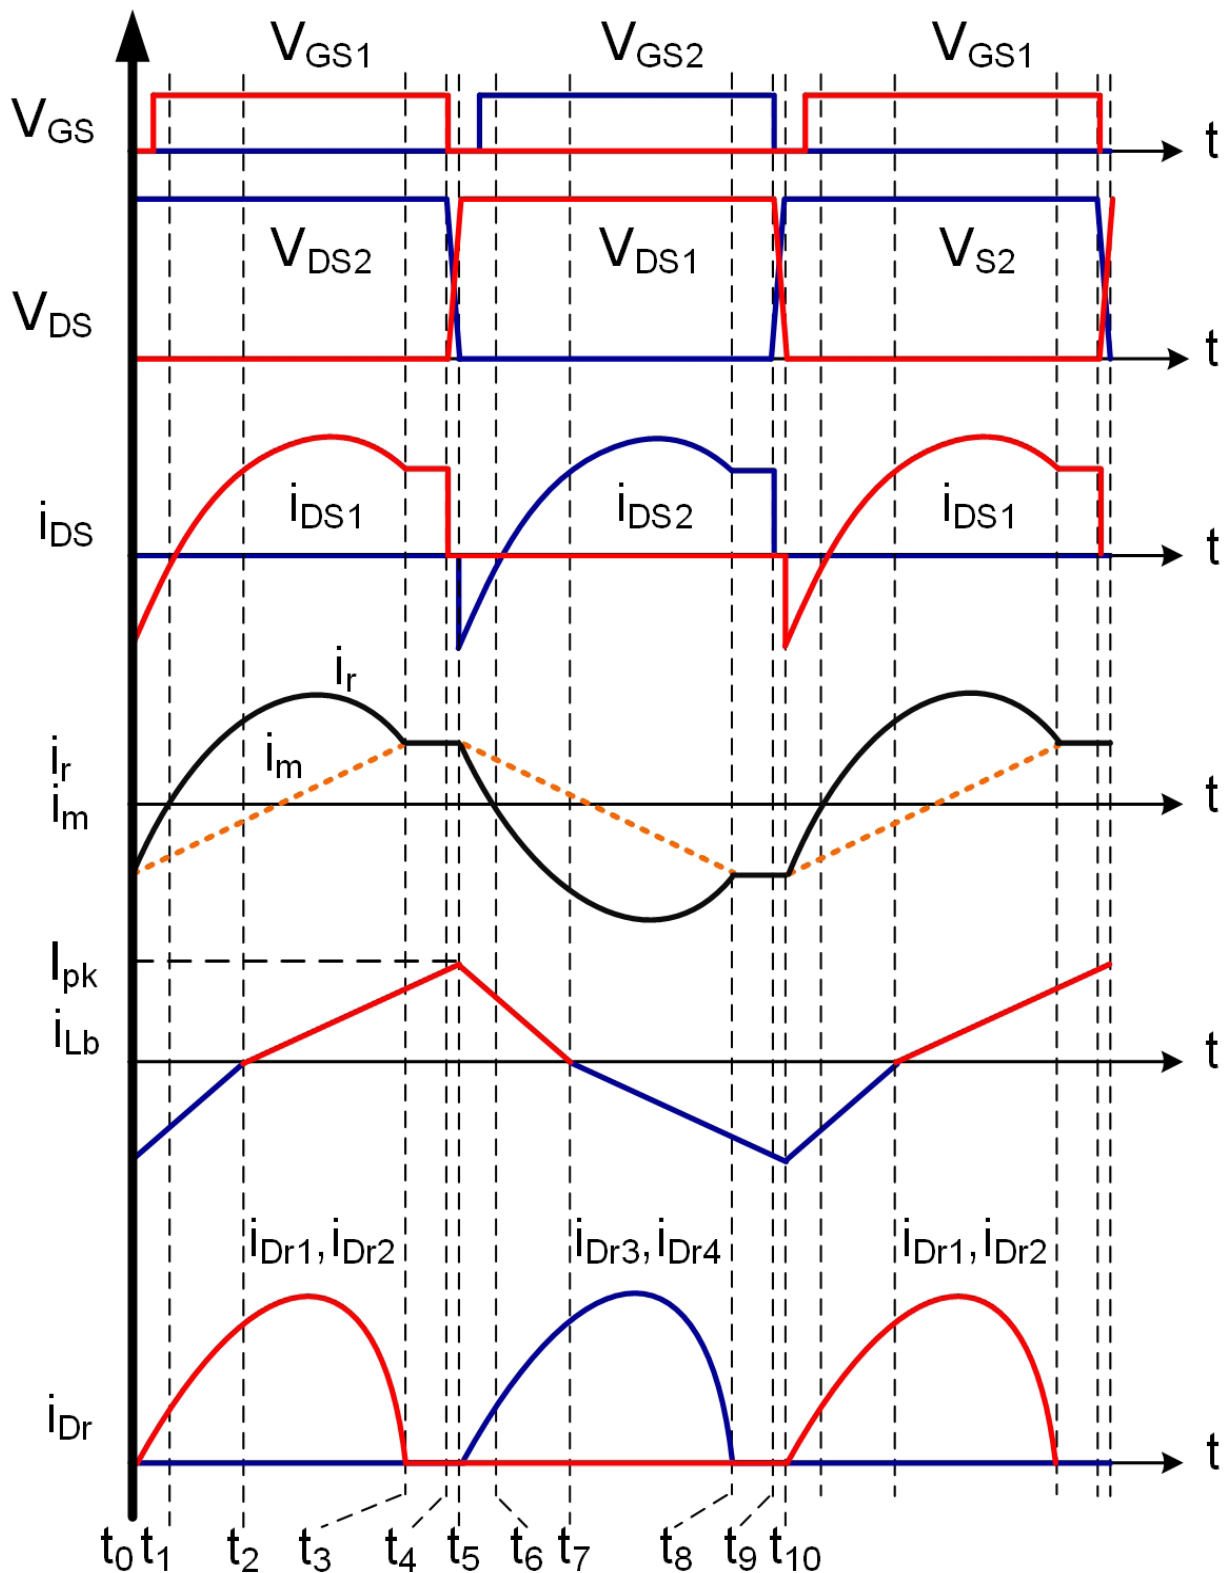 VGS1 VGS2 VGS1
VGS t
VDS2 VDS1 VS2
VDS t
iDS1 iDS2 iDS1
iDS t
ir
im
ir
im t
Ipk
iLb t
iDr1, iDr2 iDr3, iDr4 iDr1, iDr2
iDr t
t0 t1 t2 t3 t4 t5 t6 t7 t8 t9 t10